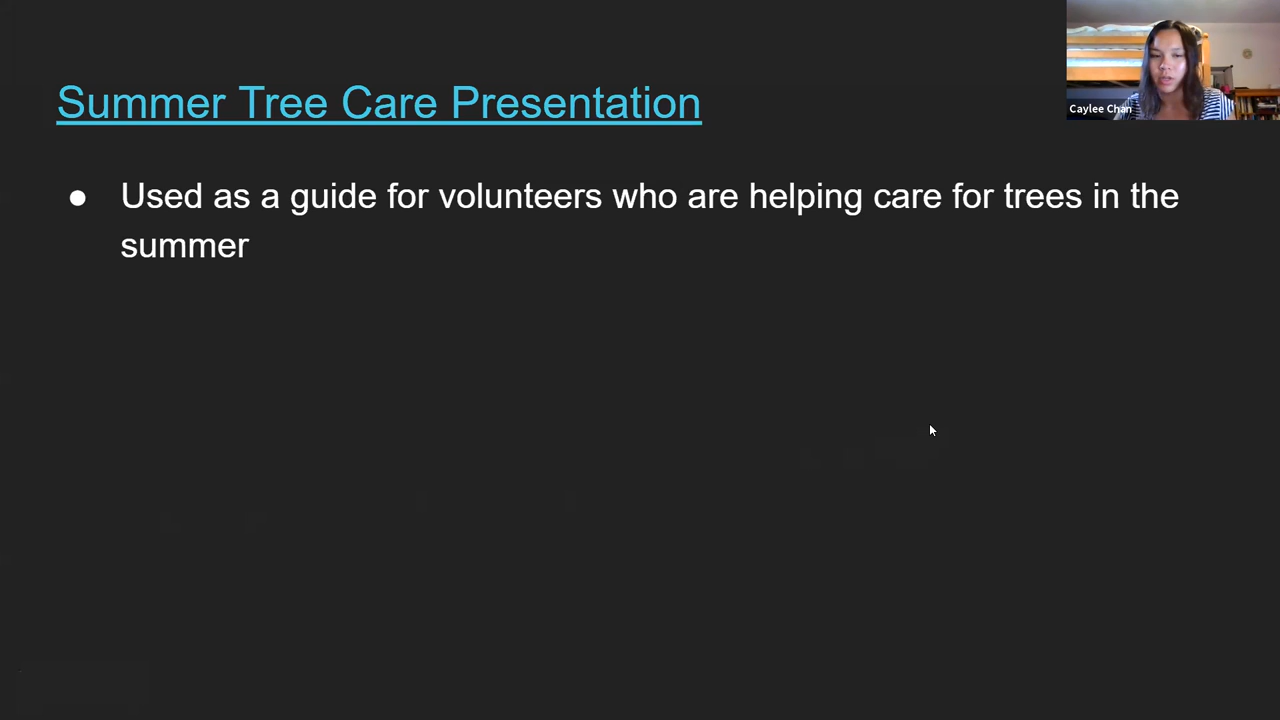 Summer Tree Care Presentation
Caylee Chan
● Used as a guide for volunteers who are helping care for trees in the
summer